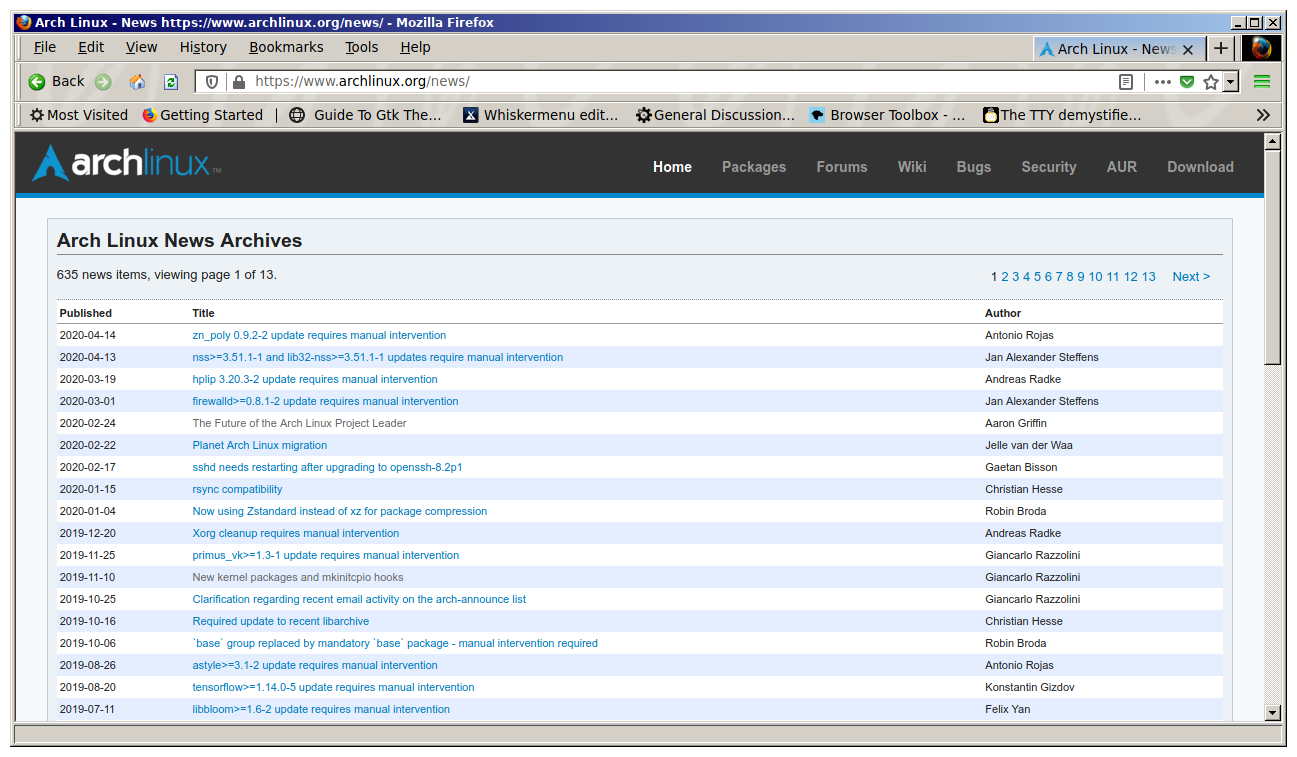 Arch Linux - News https://www.archlinux.org/news/ - Mozilla Firefox
File Edit View History Bookmarks Tools Help
Arch Linux - News
Back https://www.archlinux.org/news/
Most Visited Getting Started Guide To Gtk The... Whiskermenu edit... General Discussion... Browser Toolbox - ... The TTY demystifie...
archlinux™ Home Packages Forums Wiki Bugs Security AUR Download
Arch Linux News Archives
635 news items, viewing page 1 of 13. 1 2 3 4 5 6 7 8 9 10 11 12 13 Next >
Published Title Author
2020-04-14 zn_poly 0.9.2-2 update requires manual intervention Antonio Rojas
2020-04-13 nss>=3.51.1-1 and lib32-nss>=3.51.1-1 updates require manual intervention Jan Alexander Steffens
2020-03-19 hplip 3.20.3-2 update requires manual intervention Andreas Radke
2020-03-01 firewalld>=0.8.1-2 update requires manual intervention Jan Alexander Steffens
2020-02-24 The Future of the Arch Linux Project Leader Aaron Griffin
2020-02-22 Planet Arch Linux migration Jelle van der Waa
2020-02-17 sshd needs restarting after upgrading to openssh-8.2p1 Gaetan Bisson
2020-01-15 rsync compatibility Christian Hesse
2020-01-04 Now using Zstandard instead of xz for package compression Robin Broda
2019-12-20 Xorg cleanup requires manual intervention Andreas Radke
2019-11-25 primus_vk>=1.3-1 update requires manual intervention Giancarlo Razzolini
2019-11-10 New kernel packages and mkinitcpio hooks Giancarlo Razzolini
2019-10-25 Clarification regarding recent email activity on the arch-announce list Giancarlo Razzolini
2019-10-16 Required update to recent libarchive Christian Hesse
2019-10-06 `base` group replaced by mandatory `base` package - manual intervention required Robin Broda
2019-08-26 astyle>=3.1-2 update requires manual intervention Antonio Rojas
2019-08-20 tensorflow>=1.14.0-5 update requires manual intervention Konstantin Gizdov
2019-07-11 libbloom>=1.6-2 update requires manual intervention Felix Yan